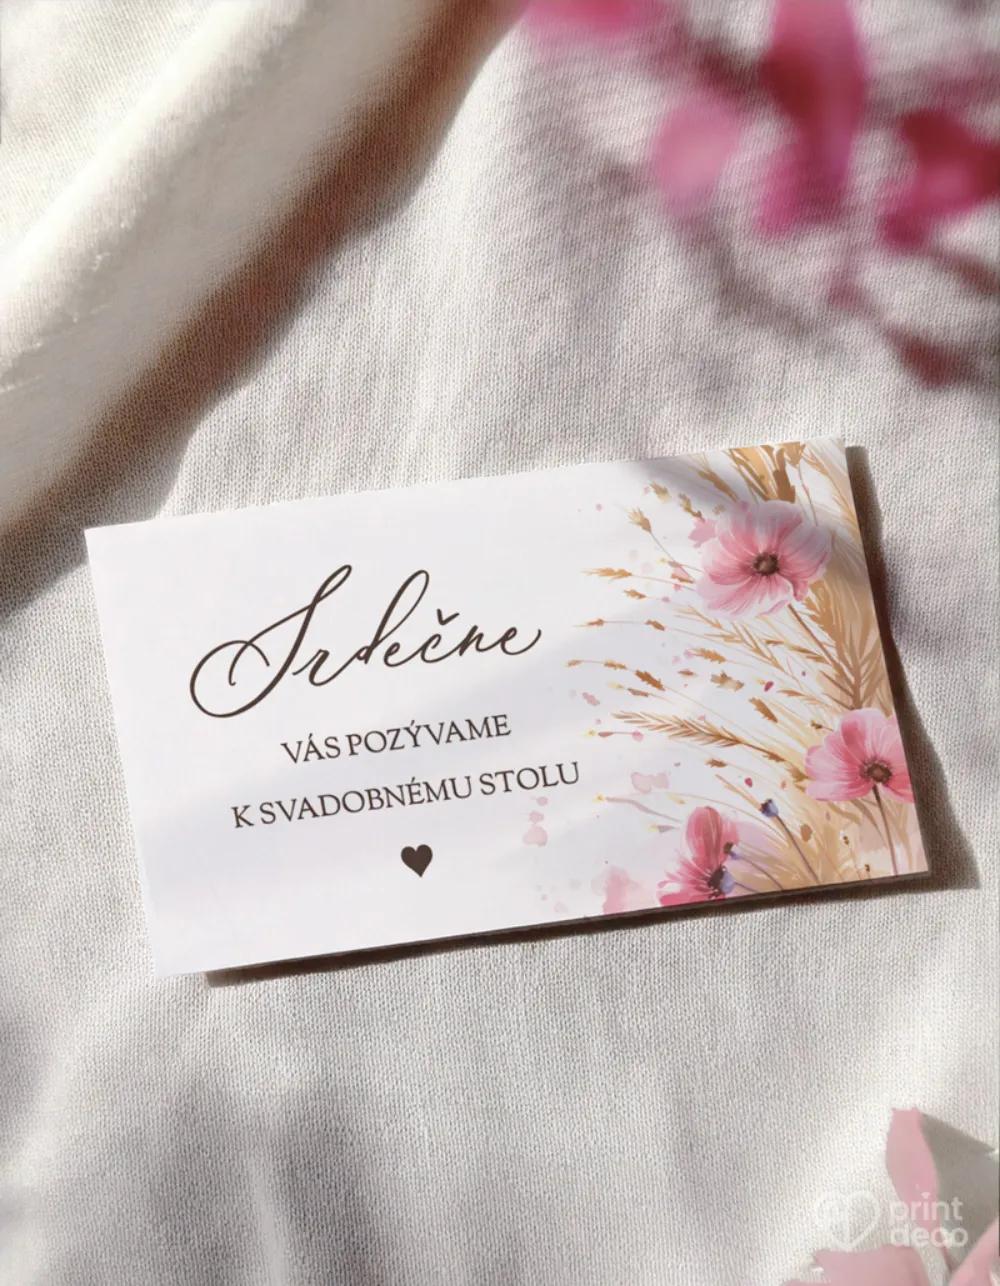 Srdečne
VÁS POZÝVAME
K SVADOBNÉMU STOLU
print
deco